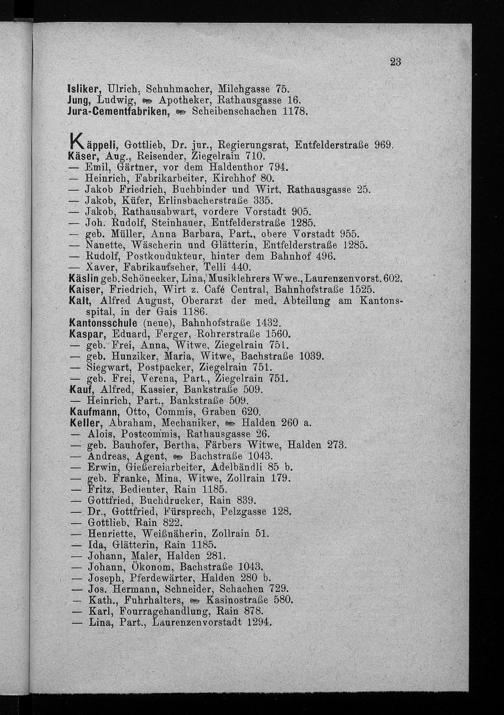 23
Isliker, Ulrich, Schuhmacher, Milchgasse 75.
Jung, Ludwig, Apotheker, Rathausgasse 16.
Jura-Cementfabriken, Scheibenschachen 1178.
Käppeli, Gottlieb, Dr. jur., Regierungsrat, Entfelderstraße 969.
Käser, Aug., Reisender, Ziegelrain 710.
— Emil, Gärtner, vor dem Haldenthor 794.
— Heinrich, Fabrikarbeiter, Kirchhof 80.
— Jakob Friedrich, Buchbinder und Wirt, Rathausgasse 25.
— Jakob, Küfer, Erlinsbacherstraße 335.
— Jakob, Rathausabwart, vordere Vorstadt 905.
— Joh. Rudolf, Steinhauer, Entfelderstraße 1285.
— geb. Müller, Anna Barbara, Part., obere Vorstadt 955.
— Nanette, Wäscherin und Glätterin, Entfelderstraße 1285.
— Rudolf, Postkondukteur, hinter dem Bahnhof 496.
— Xaver, Fabrikaufseher, Telli 440.
Käslin geb. Schönecker, Lina, Musiklehrers Wwe., Laurenzenvorst. 602.
Kaiser, Friedrich, Wirt z. Café Central, Bahnhofstraße 1525.
Kalt, Alfred August, Oberarzt der med. Abteilung am Kantons-
spital, in der Gais 1186.
Kantonsschule (neue), Bahnhofstraße 1432.
Kaspar, Eduard, Ferger, Rohrerstraße 1560.
— geb. Frei, Anna, Witwe, Ziegelrain 751.
— geb. Hunziker, Maria, Witwe, Bachstraße 1039.
— Siegwart, Postpacker, Ziegelrain 751.
— geb. Frei, Verena, Part., Ziegelrain 751.
Kauf, Alfred, Kassier, Bankstraße 509.
— Heinrich, Part., Bankstraße 509.
Kaufmann, Otto, Commis, Graben 620.
Keller, Abraham, Mechaniker, Halden 260 a.
— Alois, Postcommis, Rathausgasse 26.
— geb. Bauhofer, Bertha, Färbers Witwe, Halden 273.
— Andreas, Agent, Bachstraße 1043.
— Erwin, Gießereiarbeiter, Adelbändli 85 b.
— geb. Franke, Mina, Witwe, Zollrain 179.
— Fritz, Bedienter, Rain 1185.
— Gottfried, Buchdrucker, Rain 839.
— Dr., Gottfried, Fürsprech, Pelzgasse 128.
— Gottlieb, Rain 822.
— Henriette, Weißnäherin, Zollrain 51.
— Ida, Glätterin, Rain 1185.
— Johann, Maler, Halden 281.
— Johann, Ökonom, Bachstraße 1043.
— Joseph, Pferdewärter, Halden 280 b.
— Jos. Hermann, Schneider, Schachen 729.
— Kath., Fuhrhalters, Kasinostraße 580.
— Karl, Fourragehandlung, Rain 878.
— Lina, Part., Laurenzenvorstadt 1294.